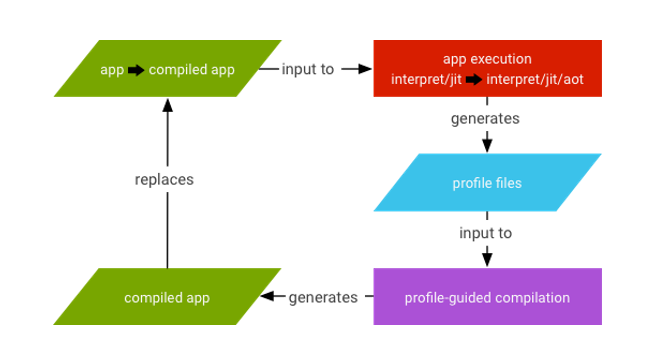 app ➡ compiled app
input to
app execution
interpret/jit ➡ interpret/jit/aot
generates
profile files
replaces
input to
compiled app
generates
profile-guided compilation